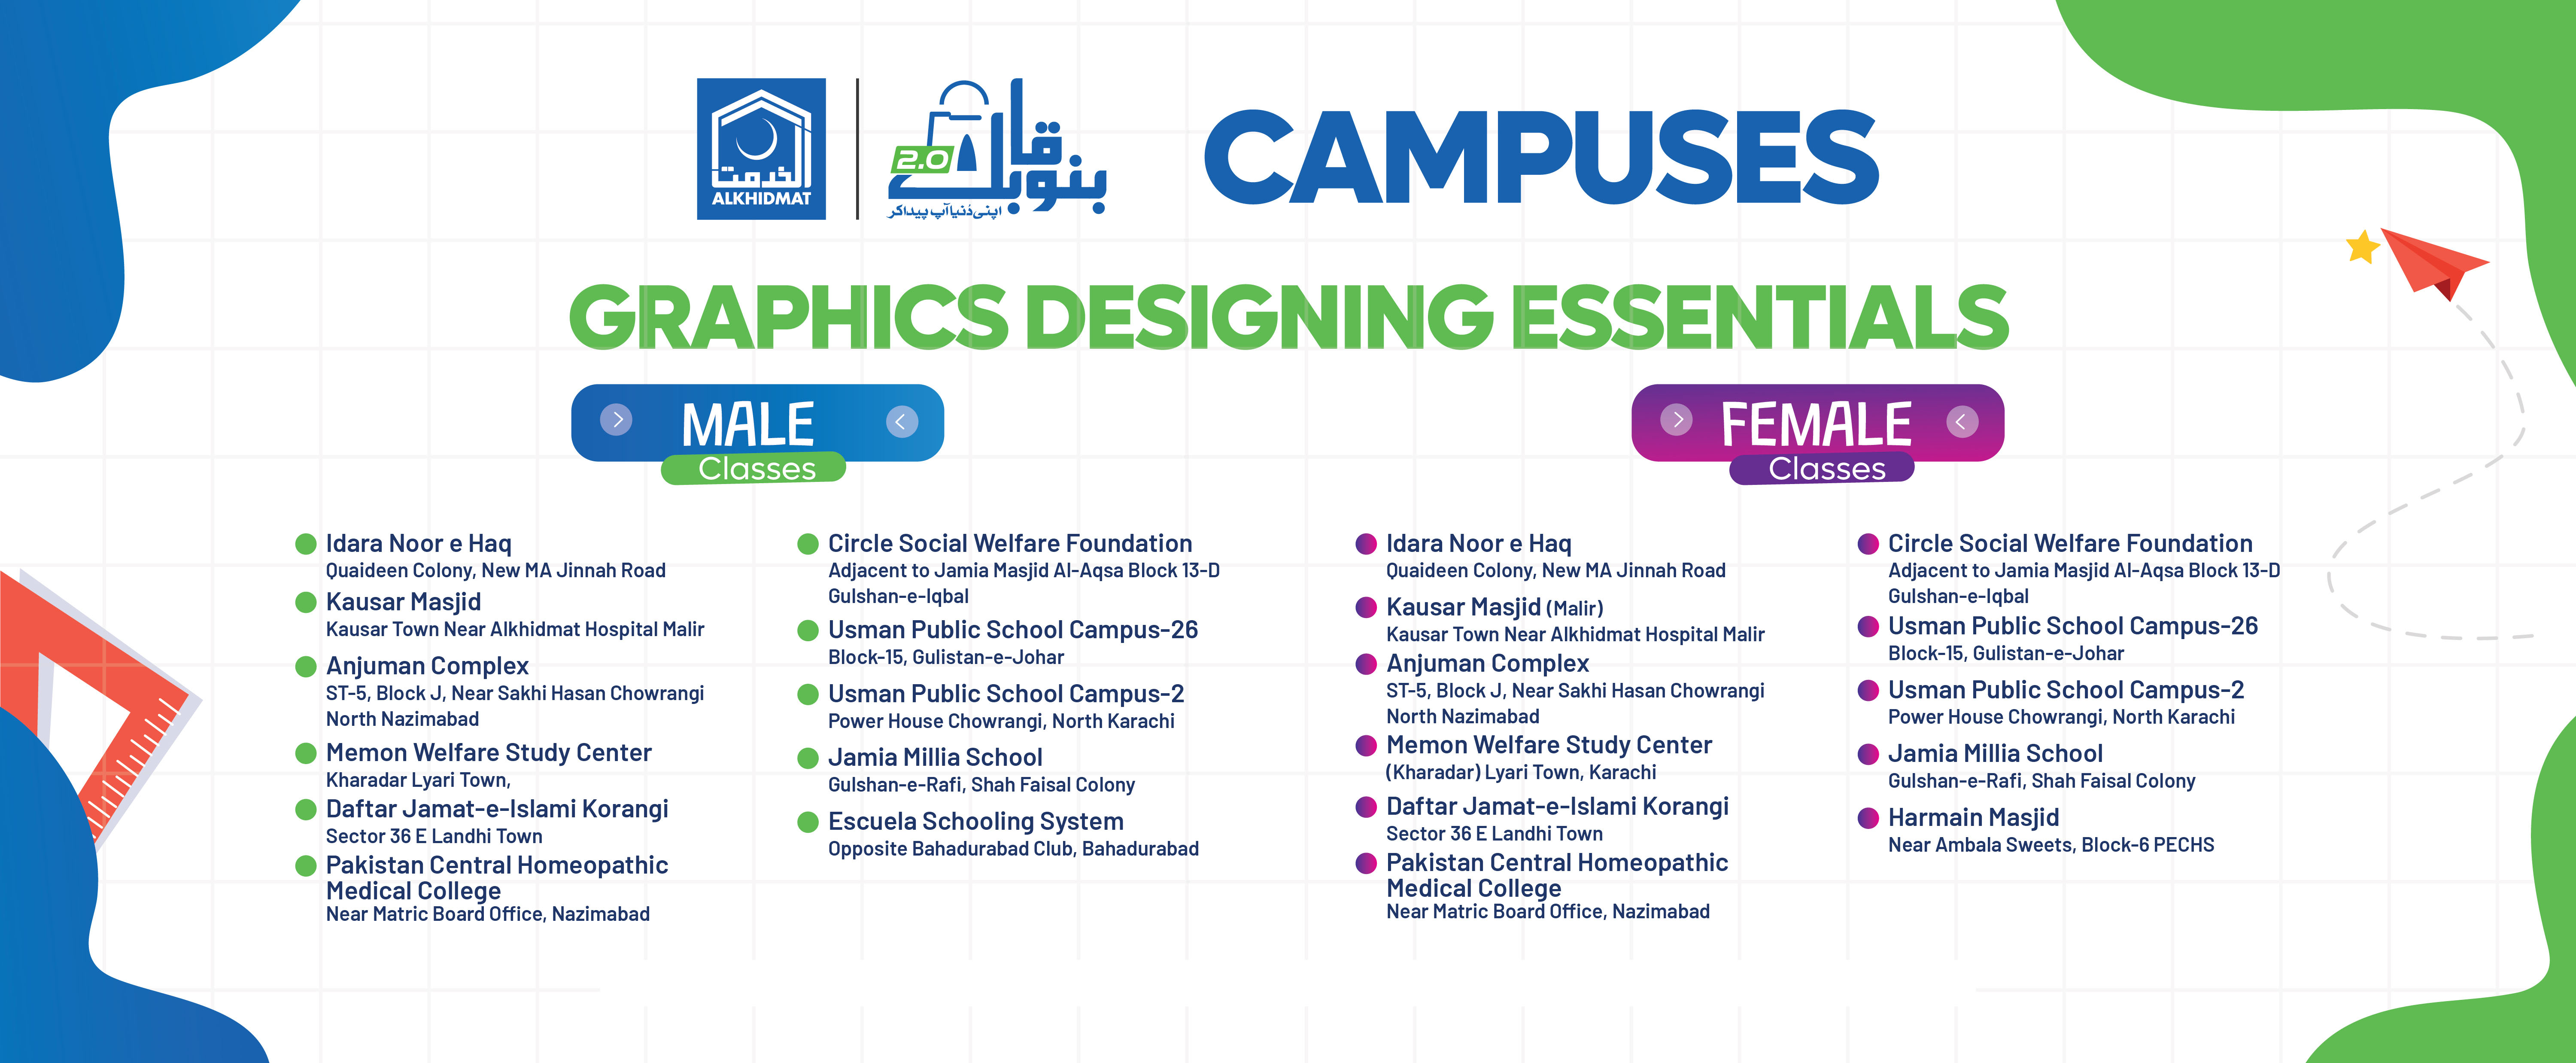 الخدمت
ALKHIDMAT
بنو قابل
2.0
اپنی دُنیا آپ پیدا کر
CAMPUSES
GRAPHICS DESIGNING ESSENTIALS
MALE
Classes
Idara Noor e Haq
Quaideen Colony, New MA Jinnah Road
Kausar Masjid
Kausar Town Near Alkhidmat Hospital Malir
Anjuman Complex
ST-5, Block J, Near Sakhi Hasan Chowrangi
North Nazimabad
Memon Welfare Study Center
Kharadar Lyari Town,
Daftar Jamat-e-Islami Korangi
Sector 36 E Landhi Town
Pakistan Central Homeopathic
Medical College
Near Matric Board Office, Nazimabad
Circle Social Welfare Foundation
Adjacent to Jamia Masjid Al-Aqsa Block 13-D
Gulshan-e-Iqbal
Usman Public School Campus-26
Block-15, Gulistan-e-Johar
Usman Public School Campus-2
Power House Chowrangi, North Karachi
Jamia Millia School
Gulshan-e-Rafi, Shah Faisal Colony
Escuela Schooling System
Opposite Bahadurabad Club, Bahadurabad
FEMALE
Classes
Idara Noor e Haq
Quaideen Colony, New MA Jinnah Road
Kausar Masjid (Malir)
Kausar Town Near Alkhidmat Hospital Malir
Anjuman Complex
ST-5, Block J, Near Sakhi Hasan Chowrangi
North Nazimabad
Memon Welfare Study Center
(Kharadar) Lyari Town, Karachi
Daftar Jamat-e-Islami Korangi
Sector 36 E Landhi Town
Pakistan Central Homeopathic
Medical College
Near Matric Board Office, Nazimabad
Circle Social Welfare Foundation
Adjacent to Jamia Masjid Al-Aqsa Block 13-D
Gulshan-e-Iqbal
Usman Public School Campus-26
Block-15, Gulistan-e-Johar
Usman Public School Campus-2
Power House Chowrangi, North Karachi
Jamia Millia School
Gulshan-e-Rafi, Shah Faisal Colony
Harmain Masjid
Near Ambala Sweets, Block-6 PECHS